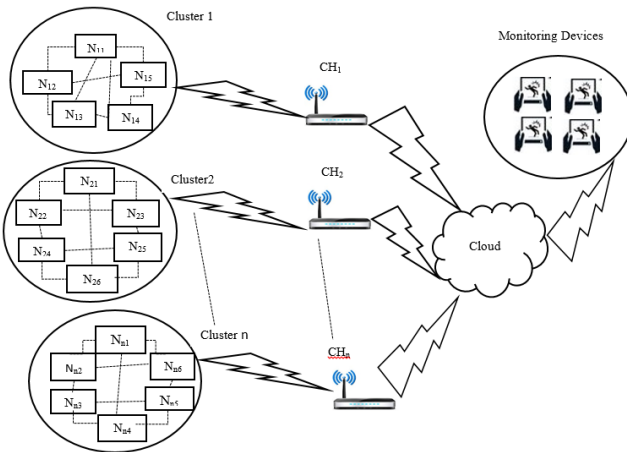 Cluster 1
N11
N12
N15
N13
N14
CH1
Monitoring Devices
Cluster2
N21
N22
N23
N24
N25
N26
CH2
Cloud
Cluster n
Nn1
Nn2
Nn6
Nn3
Nn5
Nn4
CHn